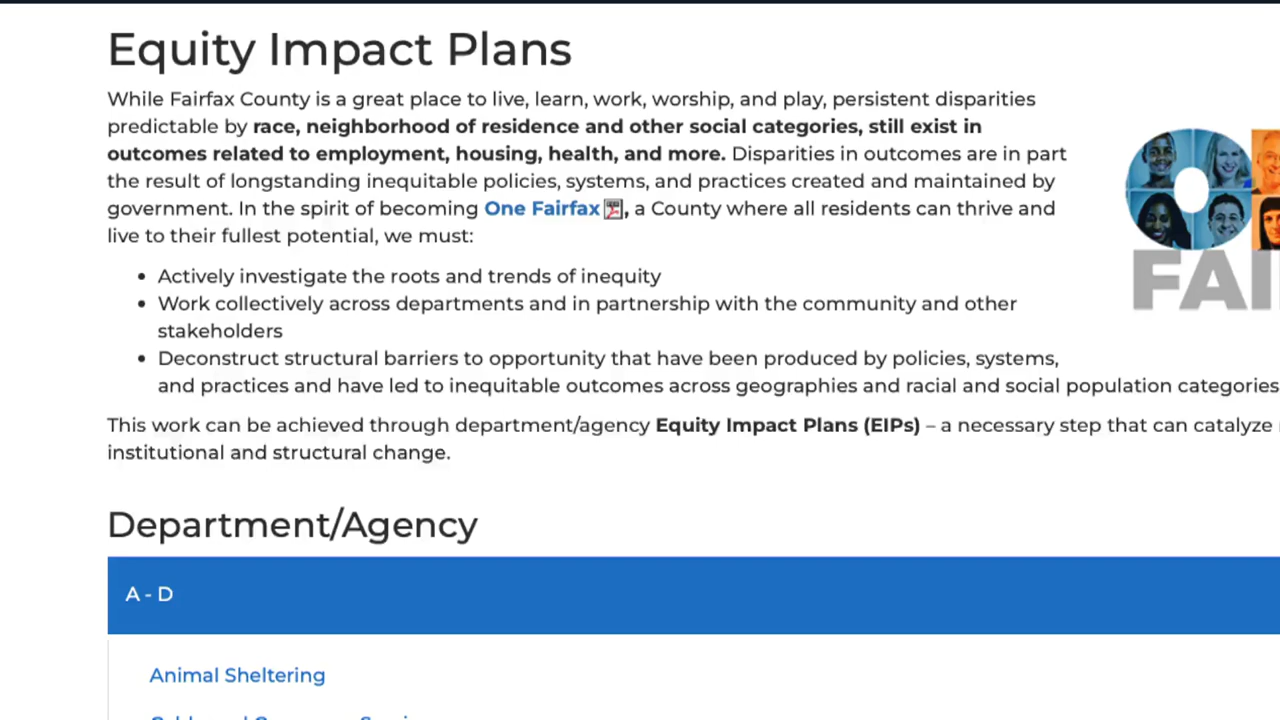 Equity Impact Plans
While Fairfax County is a great place to live, learn, work, worship, and play, persistent disparities
predictable by race, neighborhood of residence and other social categories, still exist in
outcomes related to employment, housing, health, and more. Disparities in outcomes are in part
the result of longstanding inequitable policies, systems, and practices created and maintained by
government. In the spirit of becoming One Fairfax, a County where all residents can thrive and
live to their fullest potential, we must:
• Actively investigate the roots and trends of inequity
• Work collectively across departments and in partnership with the community and other
stakeholders
• Deconstruct structural barriers to opportunity that have been produced by policies, systems,
and practices and have led to inequitable outcomes across geographies and racial and social population categories
This work can be achieved through department/agency Equity Impact Plans (EIPs) – a necessary step that can catalyze
institutional and structural change.
FAI
Department/Agency
A - D
Animal Sheltering